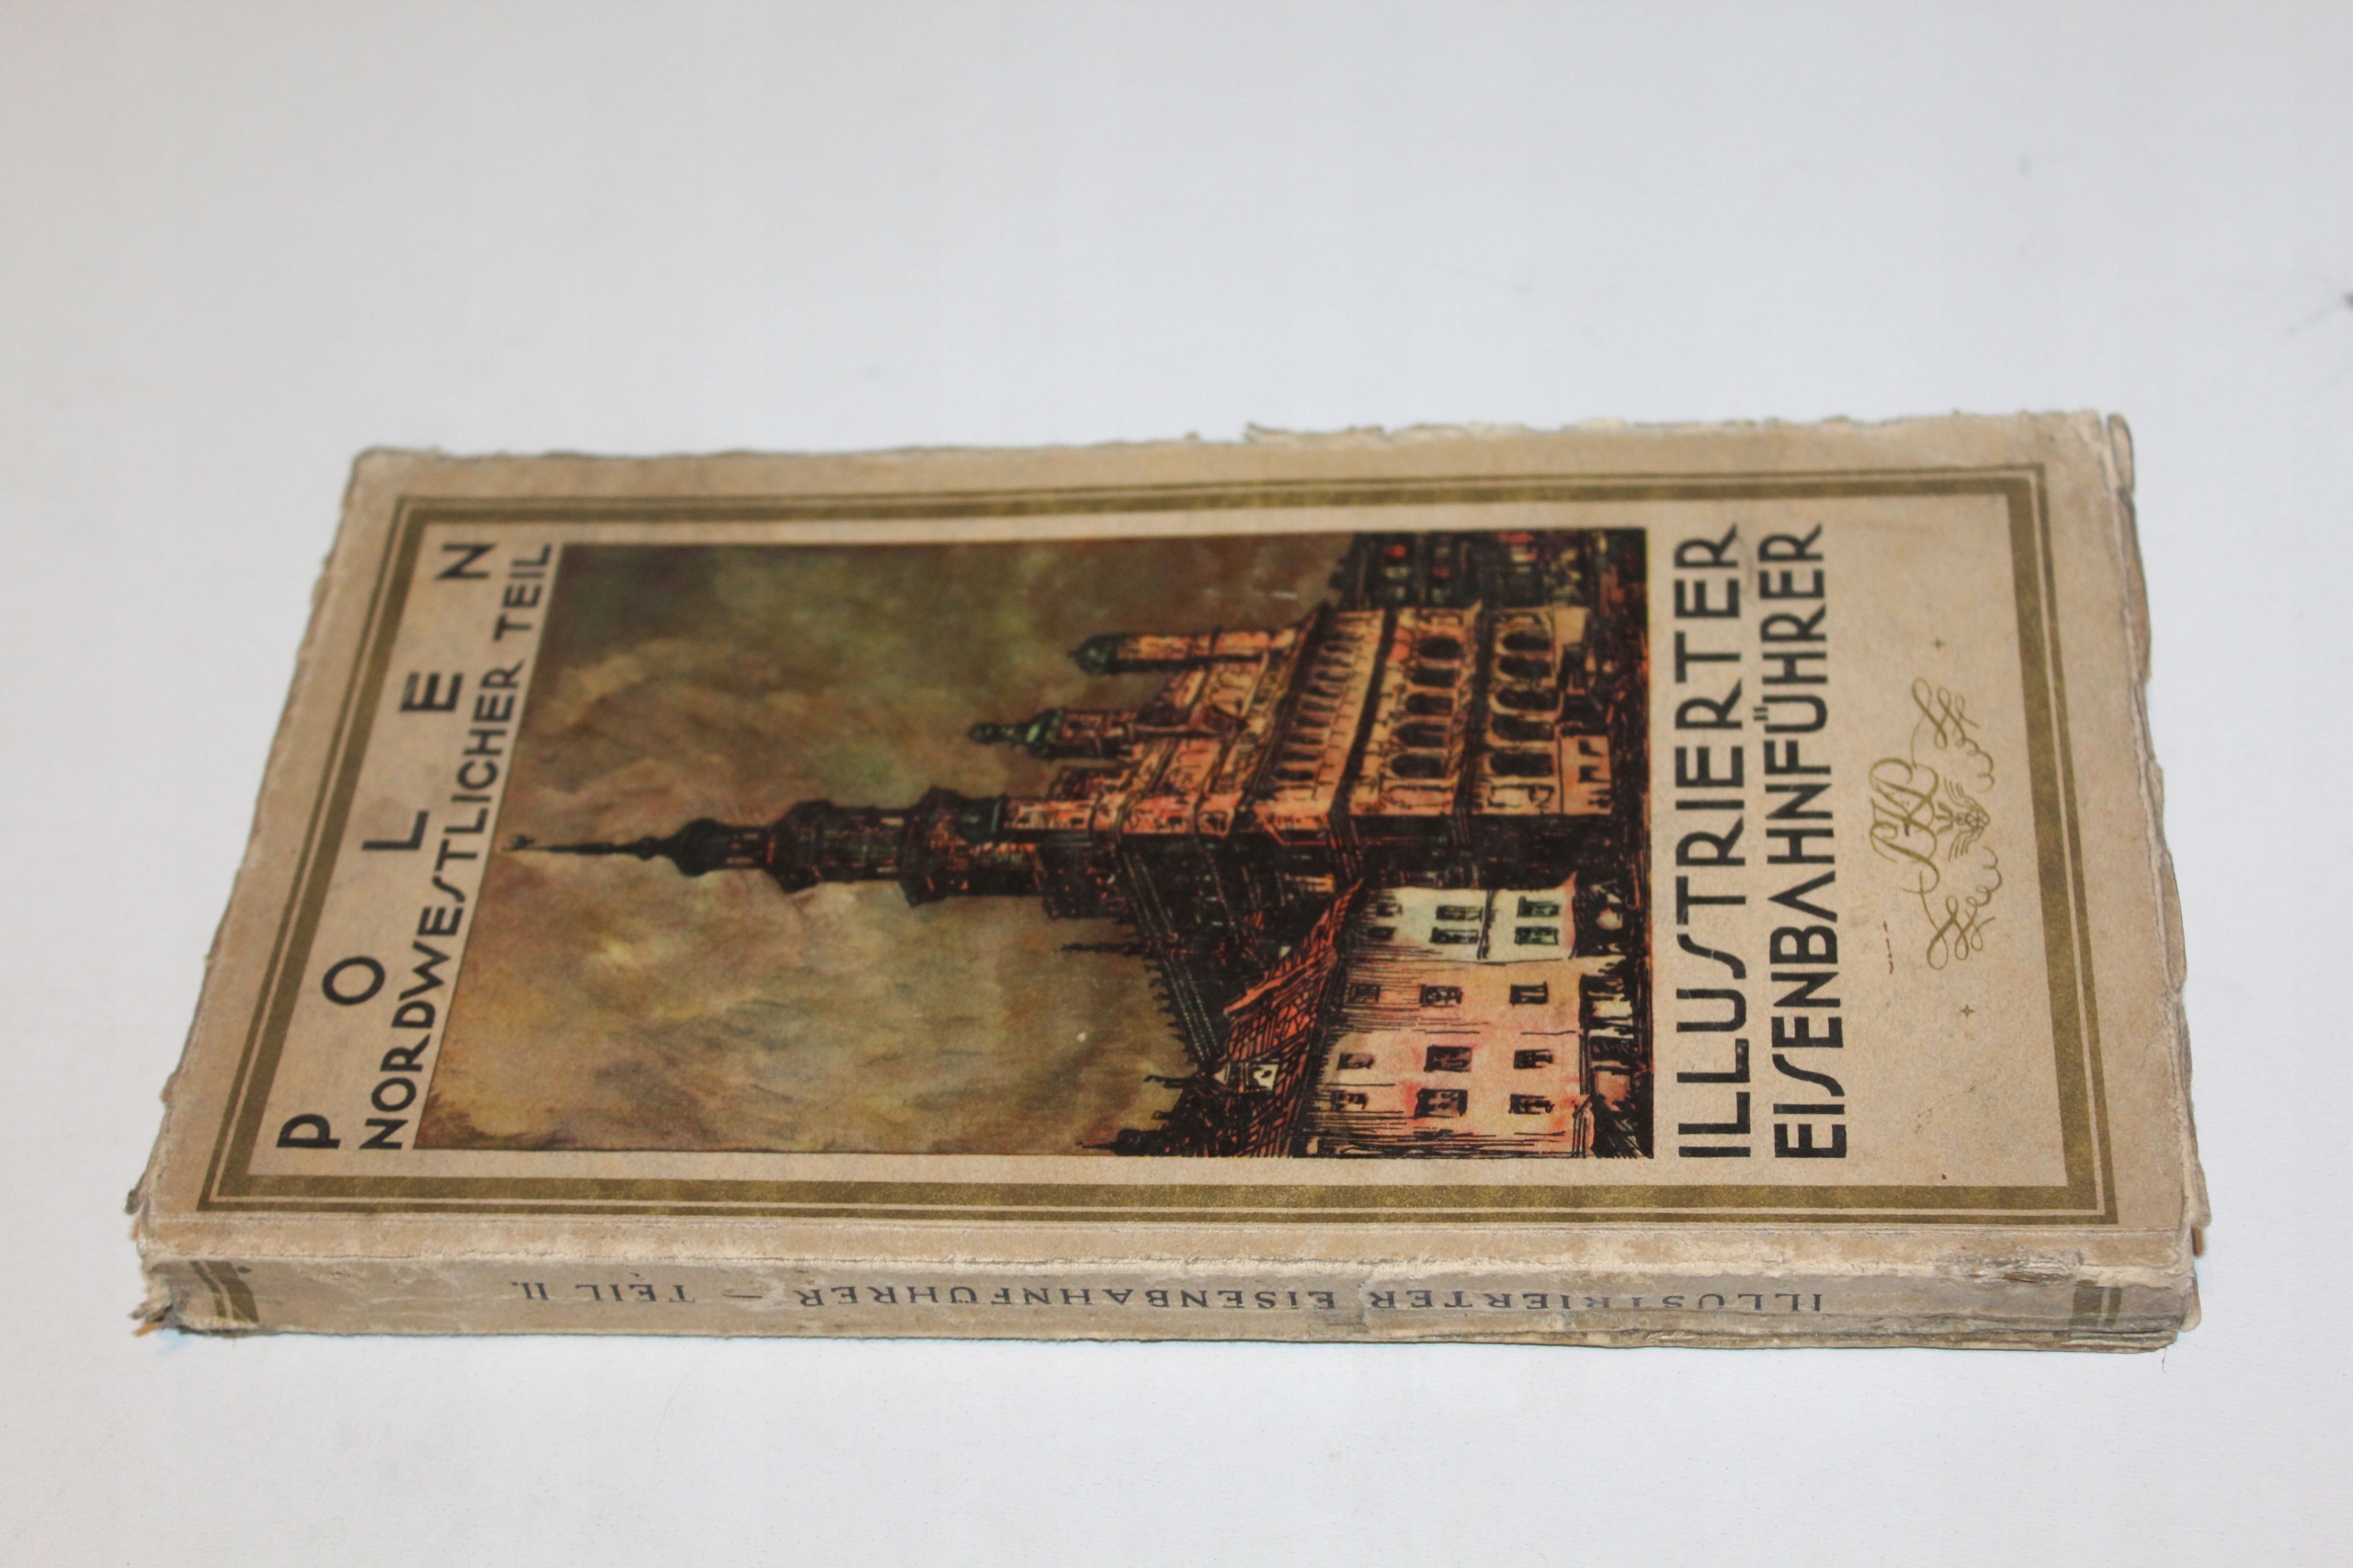 POLEN
NORDWESTLICHER TEIL
ILLUSTRIERTER
EISENBAHNFÜHRER
ILLUSTRIERTER EISENBAHNFÜHRER — TEIL II.